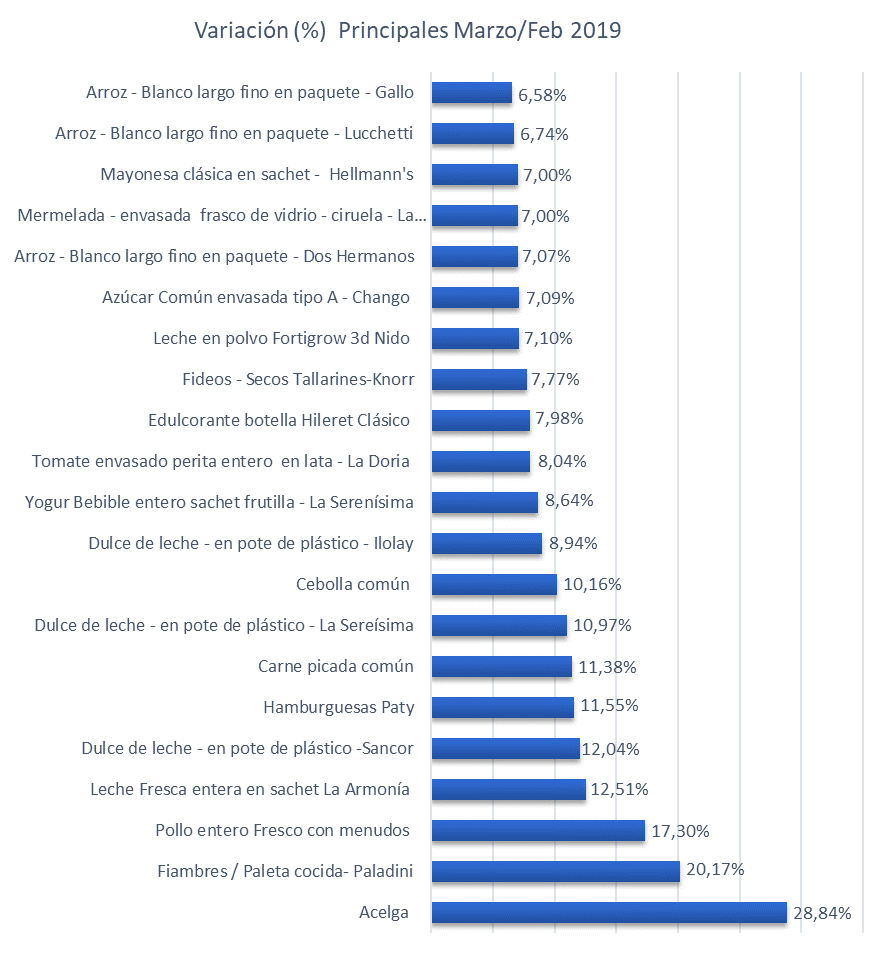 Variación (%)  Principales Marzo/Feb 2019
Arroz - Blanco largo fino en paquete - Gallo 6,58%
Arroz - Blanco largo fino en paquete - Lucchetti 6,74%
Mayonesa clásica en sachet -  Hellmann's 7,00%
Mermelada - envasada  frasco de vidrio - ciruela - La... 7,00%
Arroz - Blanco largo fino en paquete - Dos Hermanos 7,07%
Azúcar Común envasada tipo A - Chango 7,09%
Leche en polvo Fortigrow 3d Nido 7,10%
Fideos - Secos Tallarines-Knorr 7,77%
Edulcorante botella Hileret Clásico 7,98%
Tomate envasado perita entero  en lata - La Doria 8,04%
Yogur Bebible entero sachet frutilla - La Serenísima 8,64%
Dulce de leche - en pote de plástico - Ilolay 8,94%
Cebolla común 10,16%
Dulce de leche - en pote de plástico - La Sereísima 10,97%
Carne picada común 11,38%
Hamburguesas Paty 11,55%
Dulce de leche - en pote de plástico -Sancor 12,04%
Leche Fresca entera en sachet La Armonía 12,51%
Pollo entero Fresco con menudos 17,30%
Fiambres / Paleta cocida- Paladini 20,17%
Acelga 28,84%